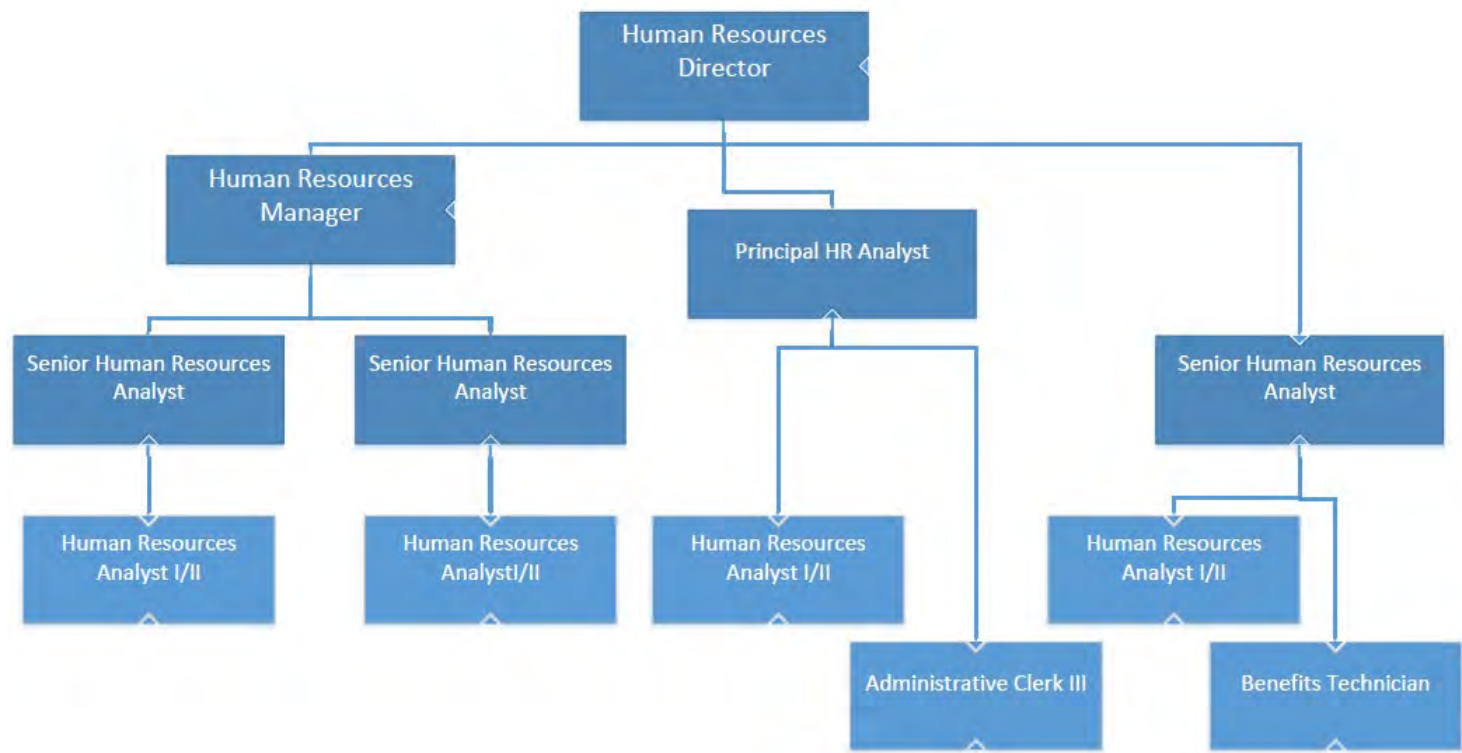 Human Resources
Director
Human Resources
Manager
Principal HR Analyst
Senior Human Resources
Analyst
Senior Human Resources
Analyst
Senior Human Resources
Analyst
Human Resources
Analyst I/II
Human Resources
AnalystI/II
Human Resources
Analyst I/II
Human Resources
Analyst I/II
Administrative Clerk III
Benefits Technician